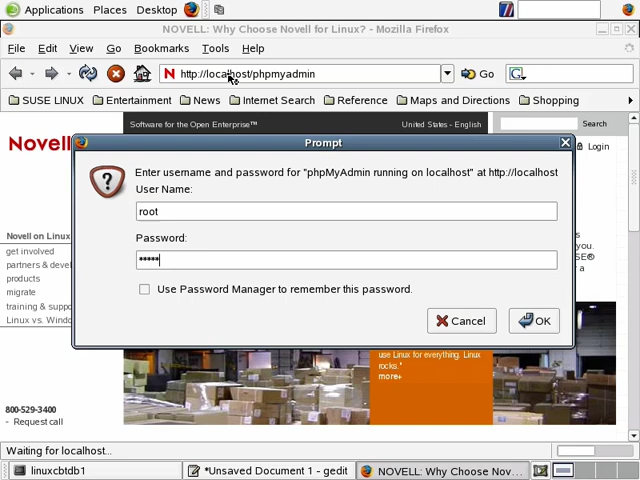 Applications Places Desktop
NOVELL: Why Choose Novell for Linux? - Mozilla Firefox
File Edit View Go Bookmarks Tools Help
http://localhost/phpmyadmin
Go
SUSE LINUX Entertainment News Internet Search Reference Maps and Directions Shopping
Software for the Open Enterprise™ United States - English Search
Novell
Login
Prompt
Enter username and password for "phpMyAdmin running on localhost" at http://localhost
User Name:
root
Password:
*****
Use Password Manager to remember this password.
Cancel OK
Novell on Linux
get involved
partners & deve
products
migrate
training & suppo
Linux vs. Windo
you.
SE®
use Linux for everything. Linux
rocks."
more+
800-529-3400
- Request call
Waiting for localhost...
linuxcbtdb1
*Unsaved Document 1 - gedit
NOVELL: Why Choose Nov...